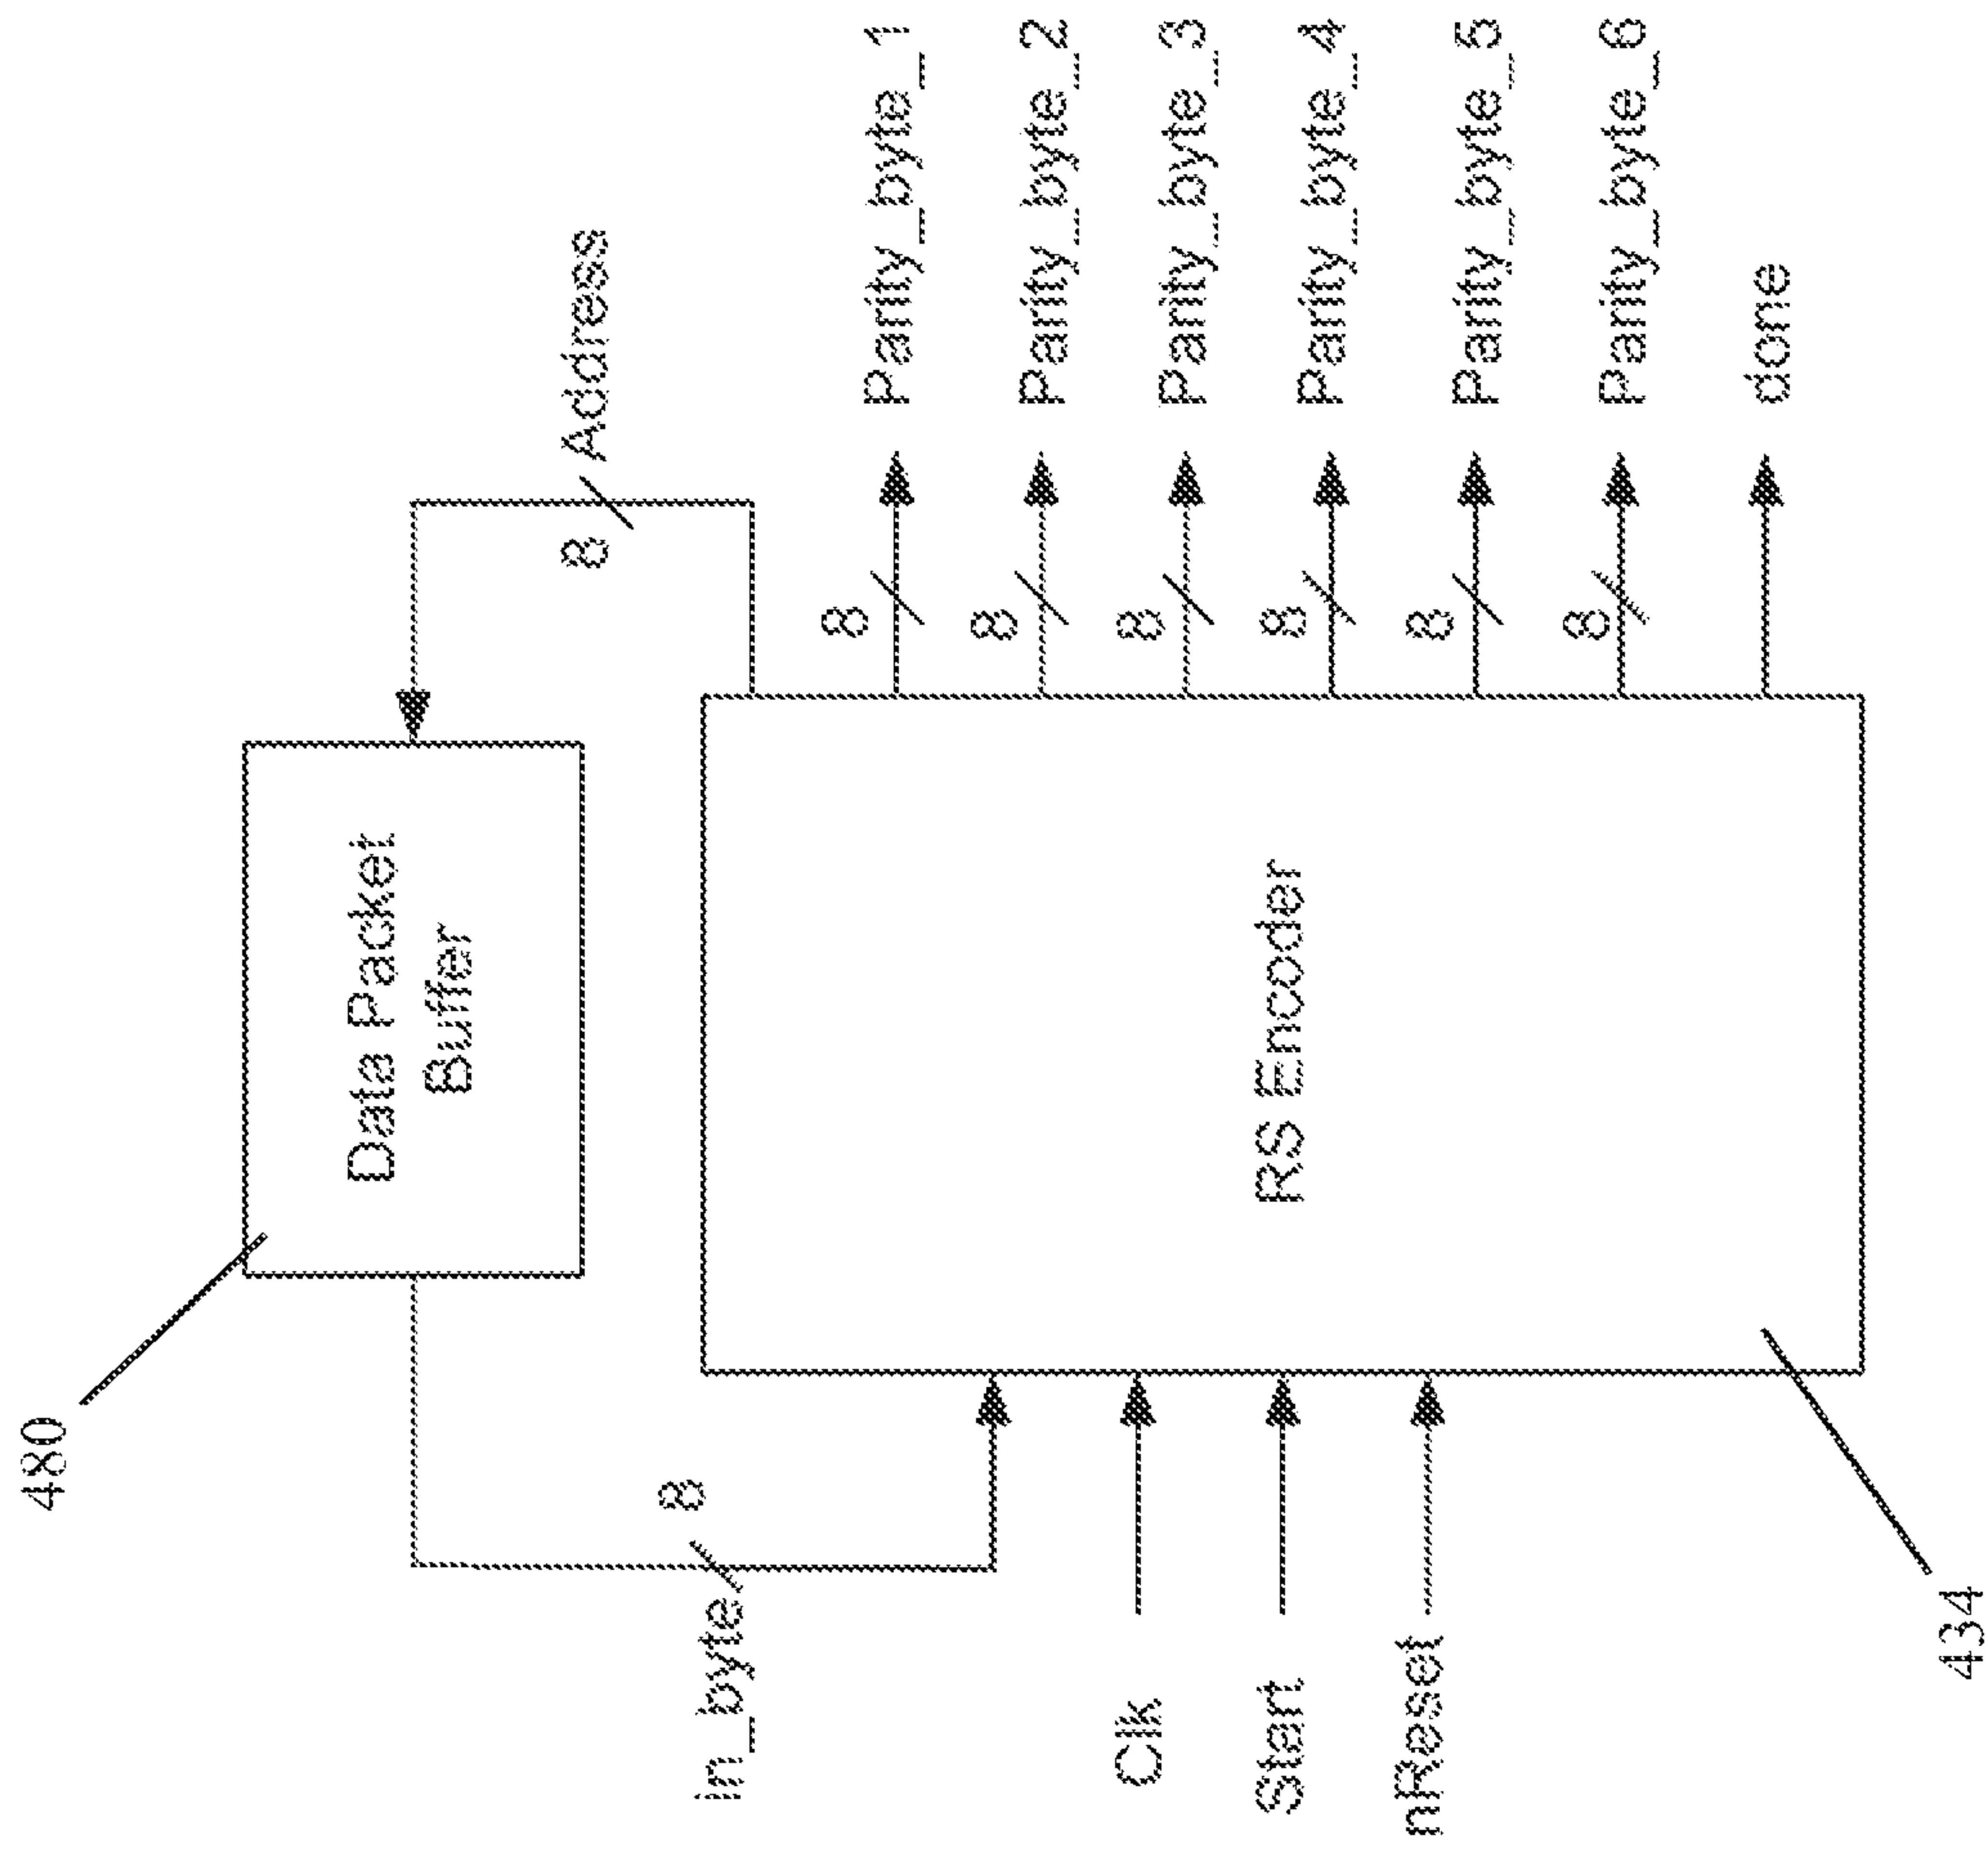 480
Data Packet
Buffer
8
Address
In_byte
8
8
Parity_byte_1
8
Parity_byte_2
Clk
8
Parity_byte_3
Start
RS Encoder
8
Parity_byte_4
nReset
8
Parity_byte_5
8
Parity_byte_6
done
434